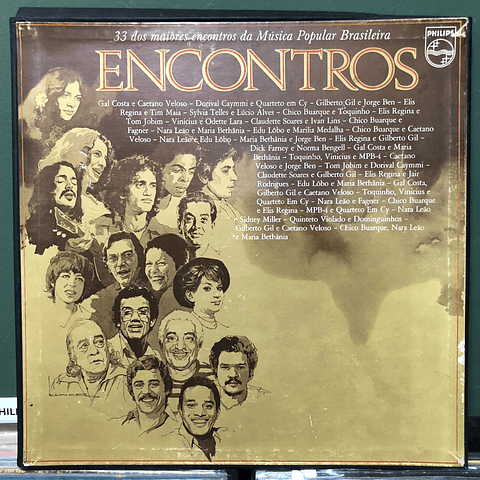 33 dos maiores encontros da Música Popular Brasileira
PHILIPS
ENCONTROS
Gal Costa e Caetano Veloso - Dorival Caymmi e Quarteto em Cy - Gilberto Gil e Jorge Ben - Elis
Regina e Tim Maia - Sylvia Telles e Lúcio Alves - Chico Buarque e Toquinho - Elis Regina e
Tom Jobim - Vinicius e Odette Lara - Claudette Soares e Ivan Lins - Chico Buarque e
Fagner - Nara Leão e Maria Bethânia - Edu Lôbo e Marilia Medalha - Chico Buarque e Caetano
Veloso - Nara Leão e Edu Lôbo - Maria Bethânia e Jorge Ben - Elis Regina e Gilberto Gil -
Dick Farney e Norma Bengell - Gal Costa e Maria
Bethânia - Toquinho, Vinicius e MPB-4 - Caetano
Veloso e Jorge Ben - Tom Jobim e Dorival Caymmi -
Claudette Soares e Gilberto Gil - Elis Regina e Jair
Rodrigues - Edu Lôbo e Maria Bethânia - Gal Costa,
Gilberto Gil e Caetano Veloso - Toquinho, Vinicius e
Quarteto Em Cy - Nara Leão e Fagner - Chico Buarque
e Elis Regina - MPB-4 e Quarteto Em Cy - Nara Leão
e Sidney Miller - Quinteto Violado e Dominguinhos -
Gilberto Gil e Caetano Veloso - Chico Buarque, Nara Leão
e Maria Bethânia
HILI